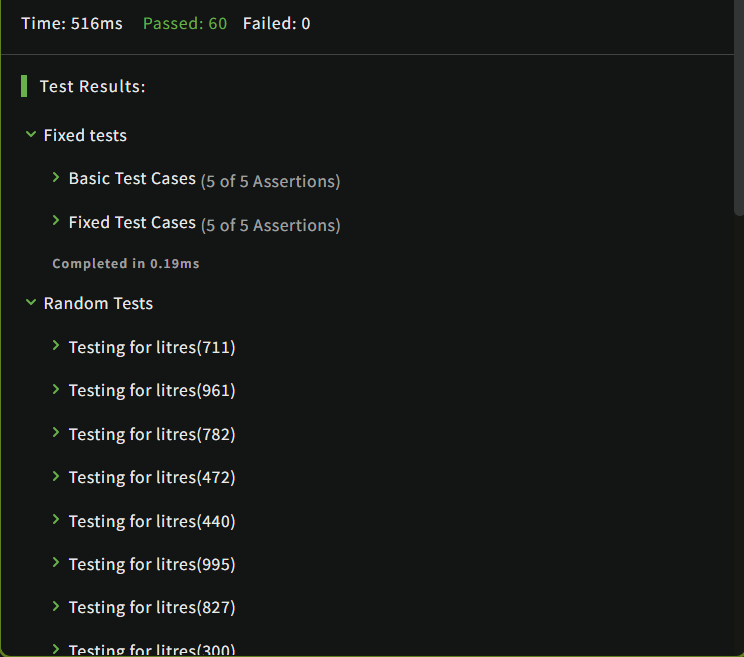 Time: 516ms Passed: 60 Failed: 0
Test Results:
Fixed tests
Basic Test Cases (5 of 5 Assertions)
Fixed Test Cases (5 of 5 Assertions)
Completed in 0.19ms
Random Tests
Testing for litres(711)
Testing for litres(961)
Testing for litres(782)
Testing for litres(472)
Testing for litres(440)
Testing for litres(995)
Testing for litres(827)
Testing for litres(300)